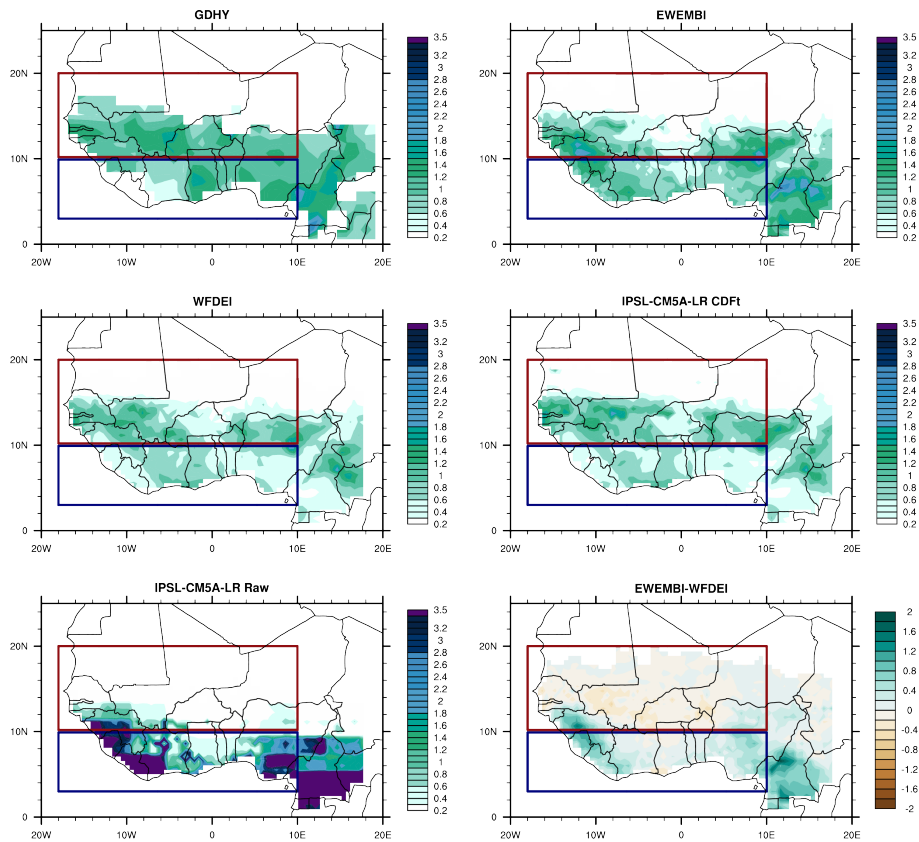 GDHY
20N
10N
0
20W
10W
0
10E
20E
3.5
3.2
3
2.8
2.6
2.4
2.2
2
1.8
1.6
1.4
1.2
1
0.8
0.6
0.4
0.2
EWEMBI
20N
10N
0
20W
10W
0
10E
20E
3.5
3.2
3
2.8
2.6
2.4
2.2
2
1.8
1.6
1.4
1.2
1
0.8
0.6
0.4
0.2
WFDEI
20N
10N
0
20W
10W
0
10E
20E
3.5
3.2
3
2.8
2.6
2.4
2.2
2
1.8
1.6
1.4
1.2
1
0.8
0.6
0.4
0.2
IPSL-CM5A-LR CDFt
20N
10N
0
20W
10W
0
10E
20E
3.5
3.2
3
2.8
2.6
2.4
2.2
2
1.8
1.6
1.4
1.2
1
0.8
0.6
0.4
0.2
IPSL-CM5A-LR Raw
20N
10N
0
20W
10W
0
10E
20E
3.5
3.2
3
2.8
2.6
2.4
2.2
2
1.8
1.6
1.4
1.2
1
0.8
0.6
0.4
0.2
EWEMBI-WFDEI
20N
10N
0
20W
10W
0
10E
20E
2
1.6
1.2
0.8
0.4
0
-0.4
-0.8
-1.2
-1.6
-2